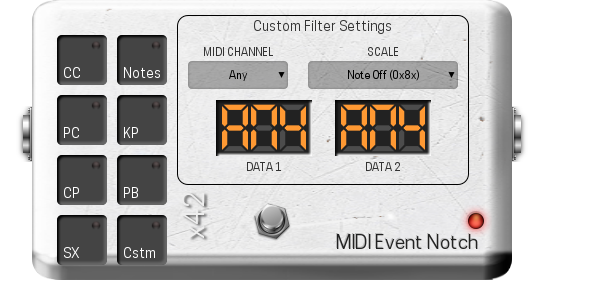 Custom Filter Settings
MIDI CHANNEL
SCALE
Any
Note Off (0x8x)
ANY
ANY
DATA 1
DATA 2
CC
Notes
PC
KP
CP
PB
SX
Cstm
x42
MIDI Event Notch